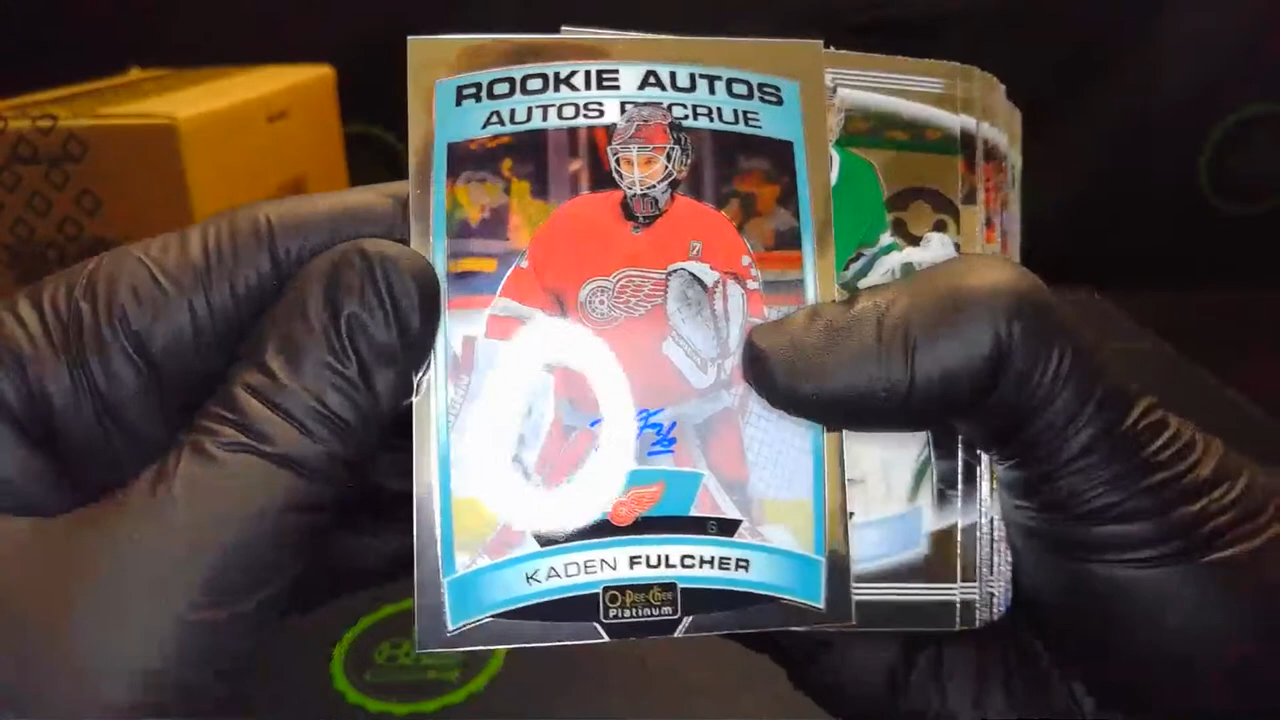 ROOKIE AUTOS
AUTOS RECRUE
KADEN FULCHER
O-Pee-Chee
Platinum
G